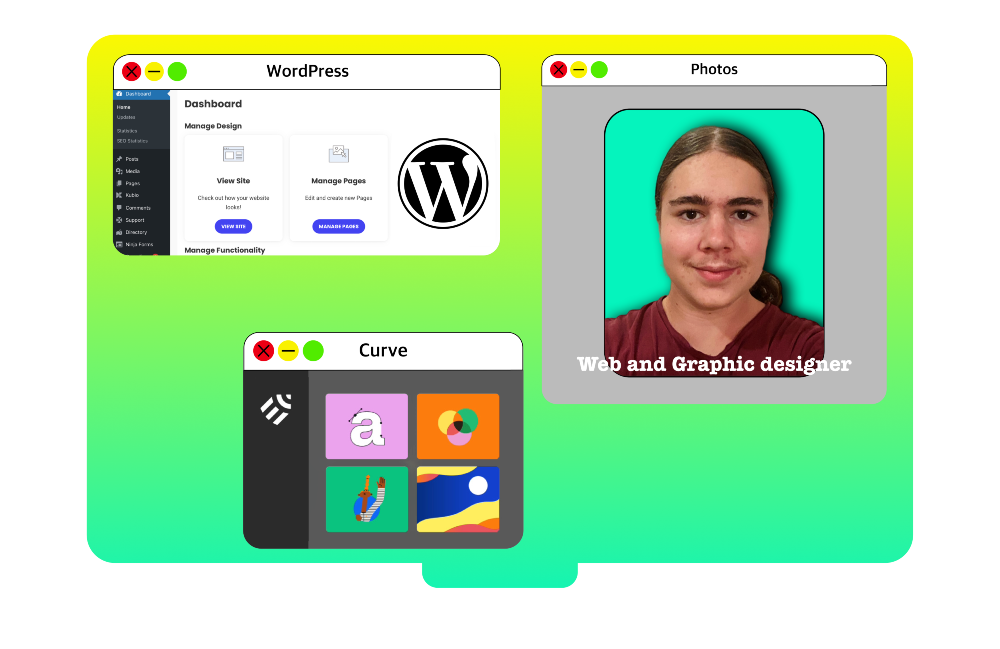 WordPress
Dashboard
Home
Updates
Statistics
SEO Statistics
Posts
Media
Pages
Kubio
Comments
Support
Directory
Ninja Forms
Dashboard
Manage Design
View Site
Check out how your website
looks!
VIEW SITE
Manage Pages
Edit and create new Pages
MANAGE PAGES
Manage Functionality
W
Photos
Web and Graphic designer
Curve
a